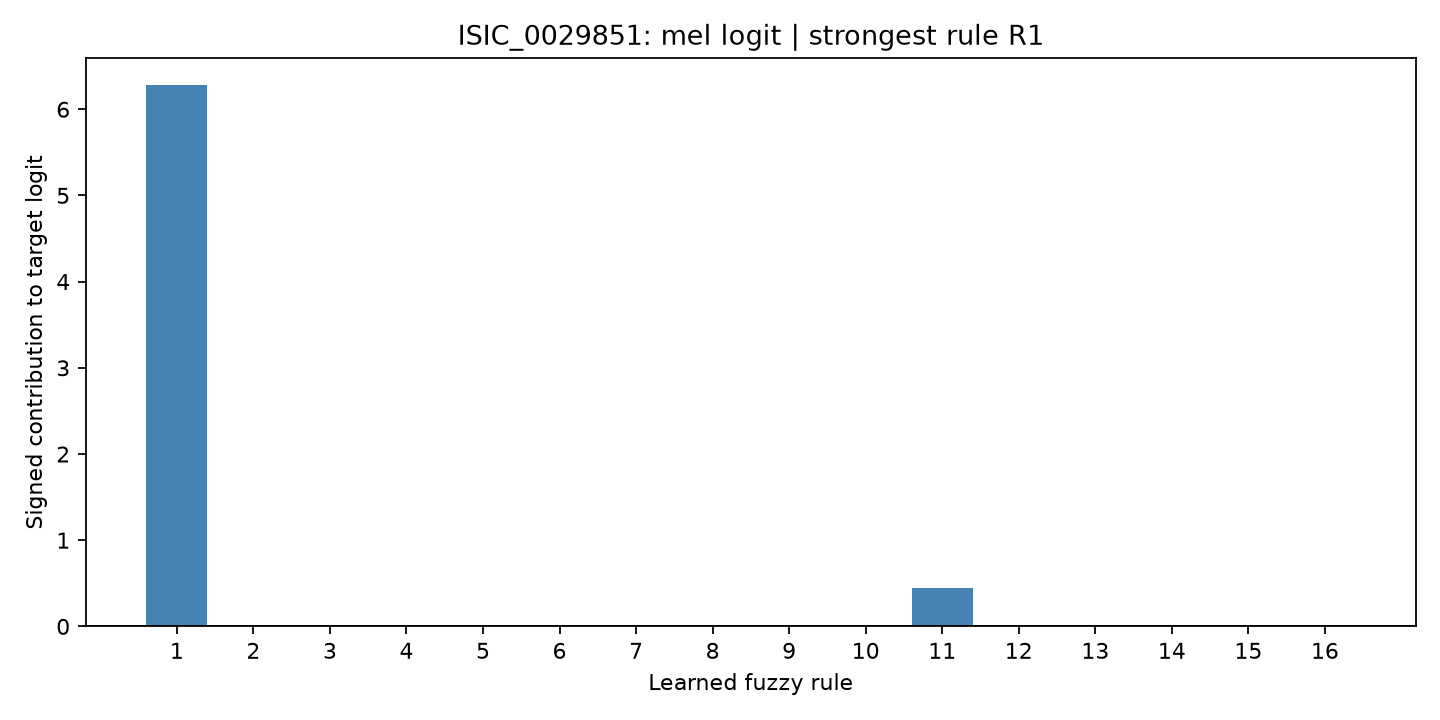 ISIC_0029851: mel logit | strongest rule R1
Signed contribution to target logit
6
5
4
3
2
1
0
1 2 3 4 5 6 7 8 9 10 11 12 13 14 15 16
Learned fuzzy rule